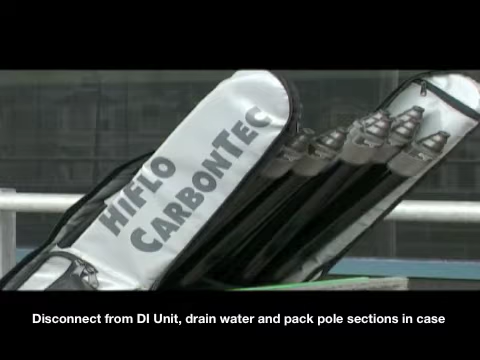 HIFLO
CARBONTEC
Disconnect from DI Unit, drain water and pack pole sections in case